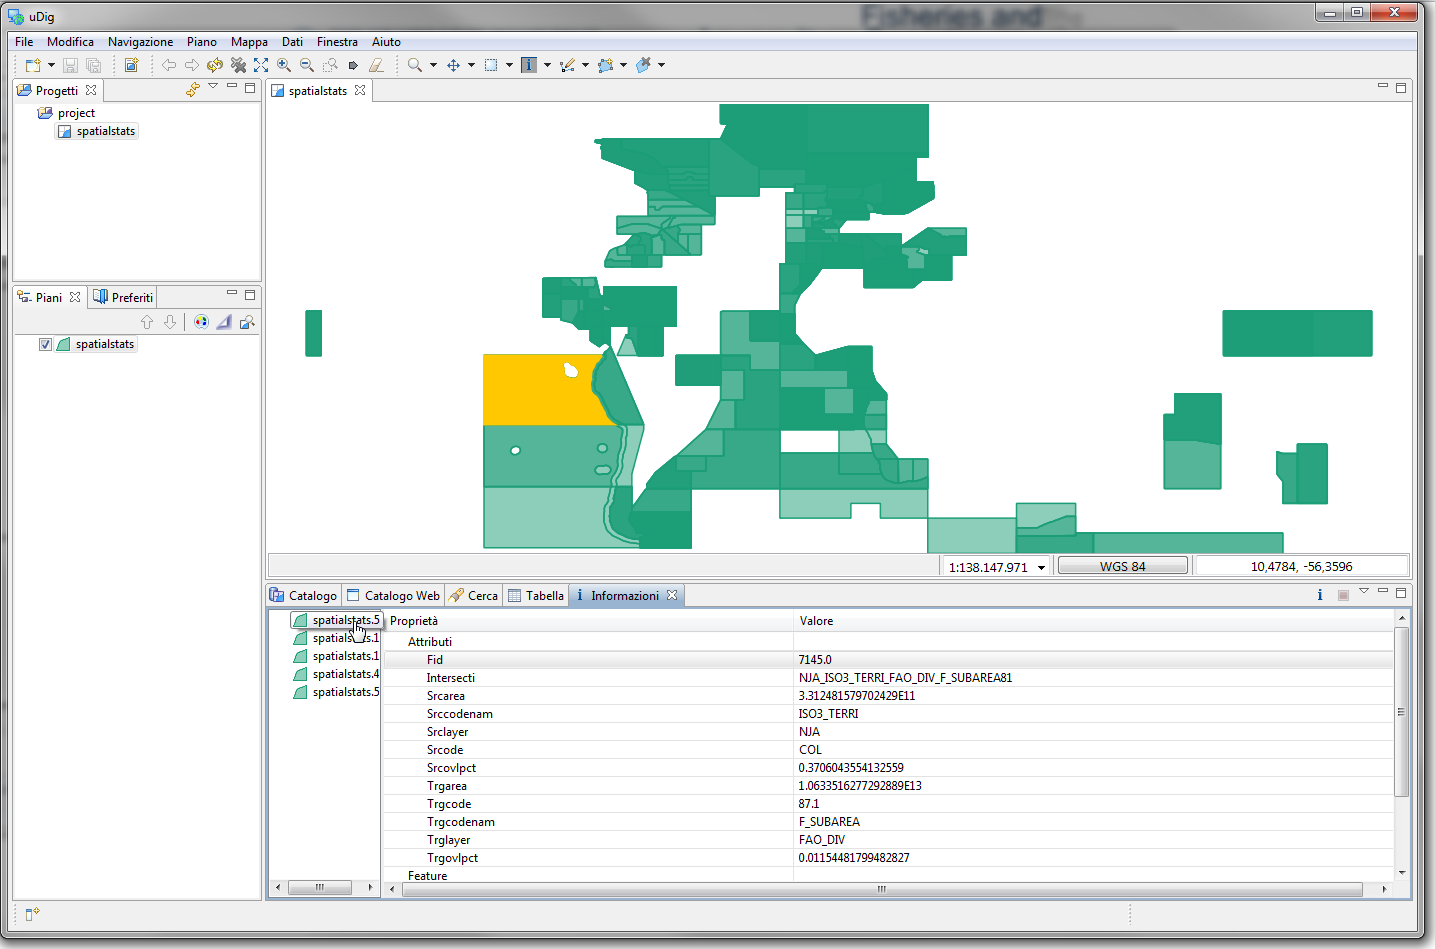 uDig
Fisheries and
File Modifica Navigazione Piano Mappa Dati Finestra Aiuto
Progetti
project
spatialstats
Piani Preferiti
spatialstats
spatialstats
1:138.147.971 WGS 84 10,4784, -56,3596
Catalogo Catalogo Web Cerca Tabella Informazioni
spatialstats.5
spatialstats.1
spatialstats.1
spatialstats.4
spatialstats.5
Proprietà Valore
Attributi
Fid 7145.0
Intersecti NJA_ISO3_TERRI_FAO_DIV_F_SUBAREA81
Srcarea 3.312481579702429E11
Srccodenam ISO3_TERRI
Srclayer NJA
Srcode COL
Srcovlpct 0.3706043554132559
Trgarea 1.0633516277292889E13
Trgcode 87.1
Trgcodenam F_SUBAREA
Trglayer FAO_DIV
Trgovlpct 0.01154481799482827
Feature